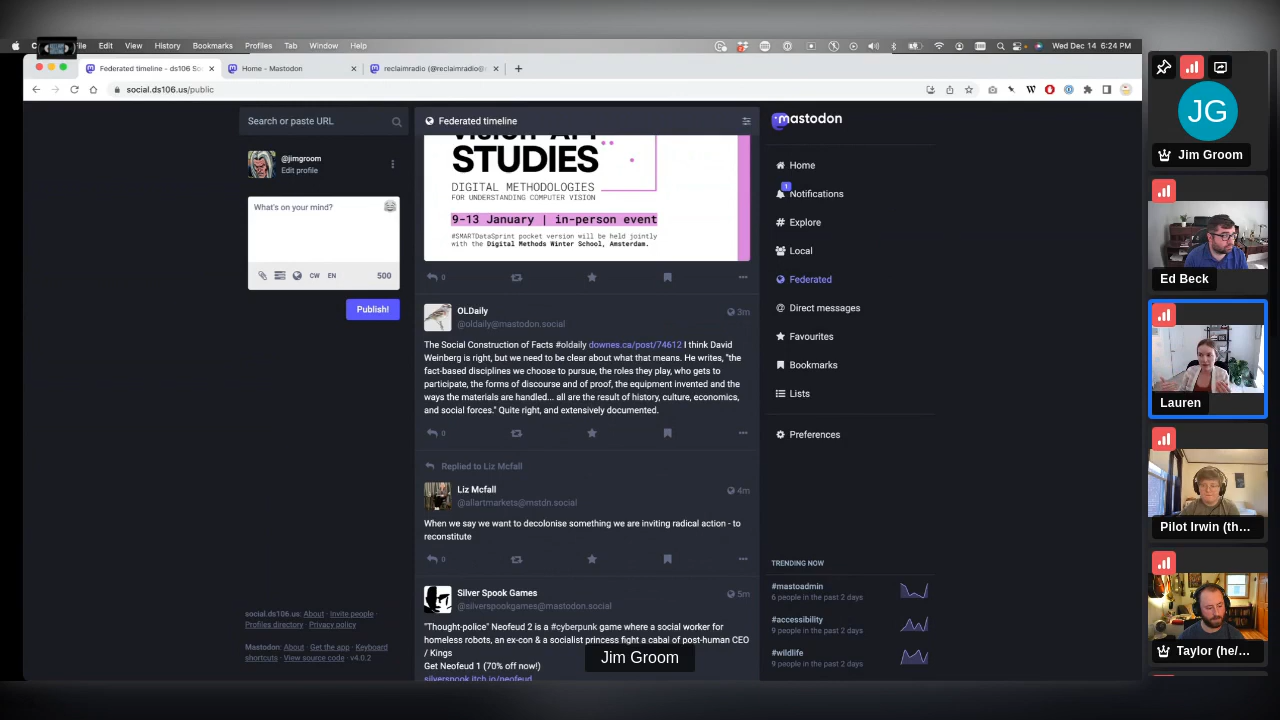 File Edit View History Bookmarks Profiles Tab Window Help
Wed Dec 14 6:24 PM
Federated timeline - ds106 So
Home - Mastodon
reclaimradio (@reclaimradio@
social.ds106.us/public
Search or paste URL
@jimgroom
Edit profile
What's on your mind?
CW EN 500
Publish!
social.ds106.us: About · Invite people ·
Profiles directory · Privacy policy
Mastodon: About · Get the app · Keyboard
shortcuts · View source code · v4.0.2
Federated timeline
STUDIES
DIGITAL METHODOLOGIES
FOR UNDERSTANDING COMPUTER VISION
9-13 January | in-person event
#SMARTDataSprint pocket version will be held jointly
with the Digital Methods Winter School, Amsterdam.
0
OLDaily
@oldaily@mastodon.social
3m
The Social Construction of Facts #oldaily downes.ca/post/74612 I think David
Weinberg is right, but we need to be clear about what that means. He writes, "the
fact-based disciplines we choose to pursue, the roles they play, who gets to
participate, the forms of discourse and of proof, the equipment invented and the
ways the materials are handled... all are the result of history, culture, economics,
and social forces." Quite right, and extensively documented.
0
Replied to Liz Mcfall
Liz Mcfall
@allartmarkets@mstdn.social
4m
When we say we want to decolonise something we are inviting radical action - to
reconstitute
0
Silver Spook Games
@silverspookgames@mastodon.social
5m
"Thought-police" Neofeud 2 is a #cyberpunk game where a social worker for
homeless robots, an ex-con & a socialist princess fight a cabal of post-human CEO
/ Kings
Get Neofeud 1 (70% off now!)
silverspook.itch.io/neofeud
Jim Groom
mastodon
Home
1
Notifications
Explore
Local
Federated
Direct messages
Favourites
Bookmarks
Lists
Preferences
TRENDING NOW
#mastoadmin
6 people in the past 2 days
#accessibility
9 people in the past 2 days
#wildlife
9 people in the past 2 days
JG
Jim Groom
Ed Beck
Lauren
Pilot Irwin (th...
Taylor (he/...